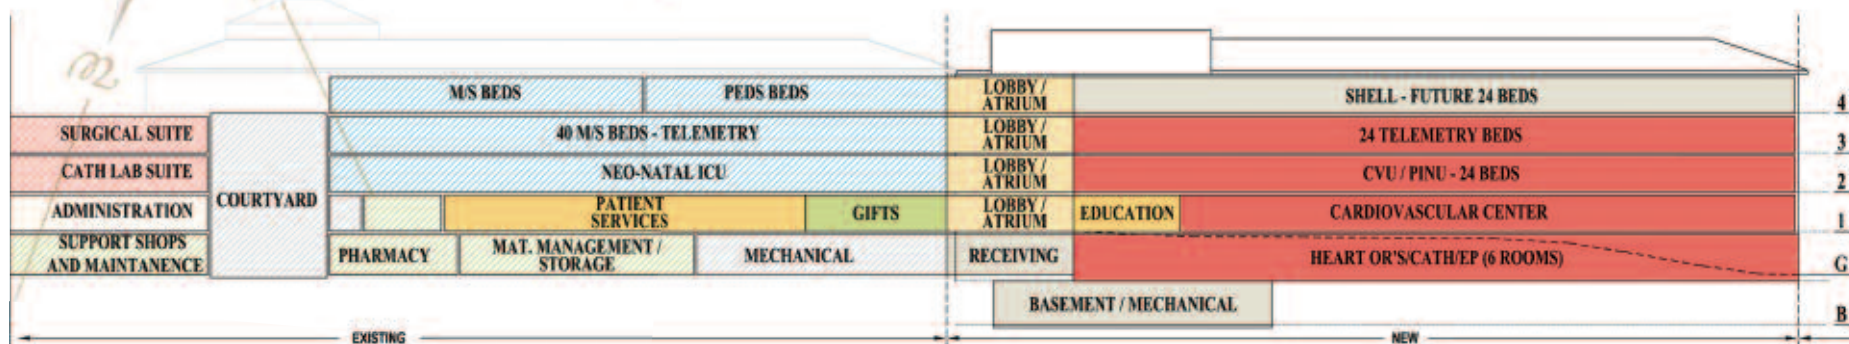 M/S BEDS
PEDS BEDS
LOBBY /
ATRIUM
SHELL - FUTURE 24 BEDS
4
SURGICAL SUITE
40 M/S BEDS - TELEMETRY
LOBBY /
ATRIUM
24 TELEMETRY BEDS
3
CATH LAB SUITE
NEO-NATAL ICU
LOBBY /
ATRIUM
CVU / PINU - 24 BEDS
2
COURTYARD
ADMINISTRATION
PATIENT
SERVICES
GIFTS
LOBBY /
ATRIUM
EDUCATION
CARDIOVASCULAR CENTER
1
SUPPORT SHOPS
AND MAINTANENCE
PHARMACY
MAT. MANAGEMENT /
STORAGE
MECHANICAL
RECEIVING
HEART OR'S/CATH/EP (6 ROOMS)
G
BASEMENT / MECHANICAL
B
EXISTING
NEW